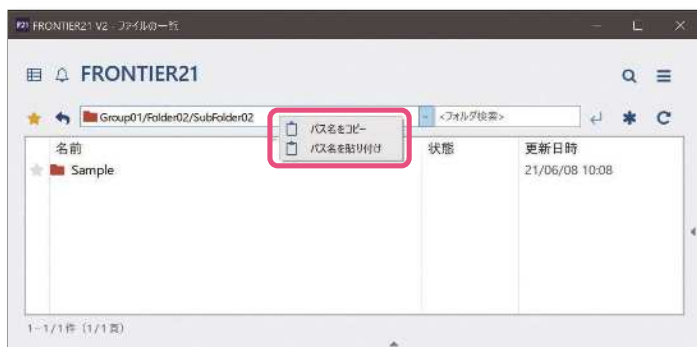 FRONTIER21 V2 - ファイルの一覧
FRONTIER21
Group01/Folder02/SubFolder02
<フォルダ検索>
パス名をコピー
パス名を貼り付け
名前 状態 更新日時
Sample 21/06/08 10:08
1-1/1件 (1/1頁)